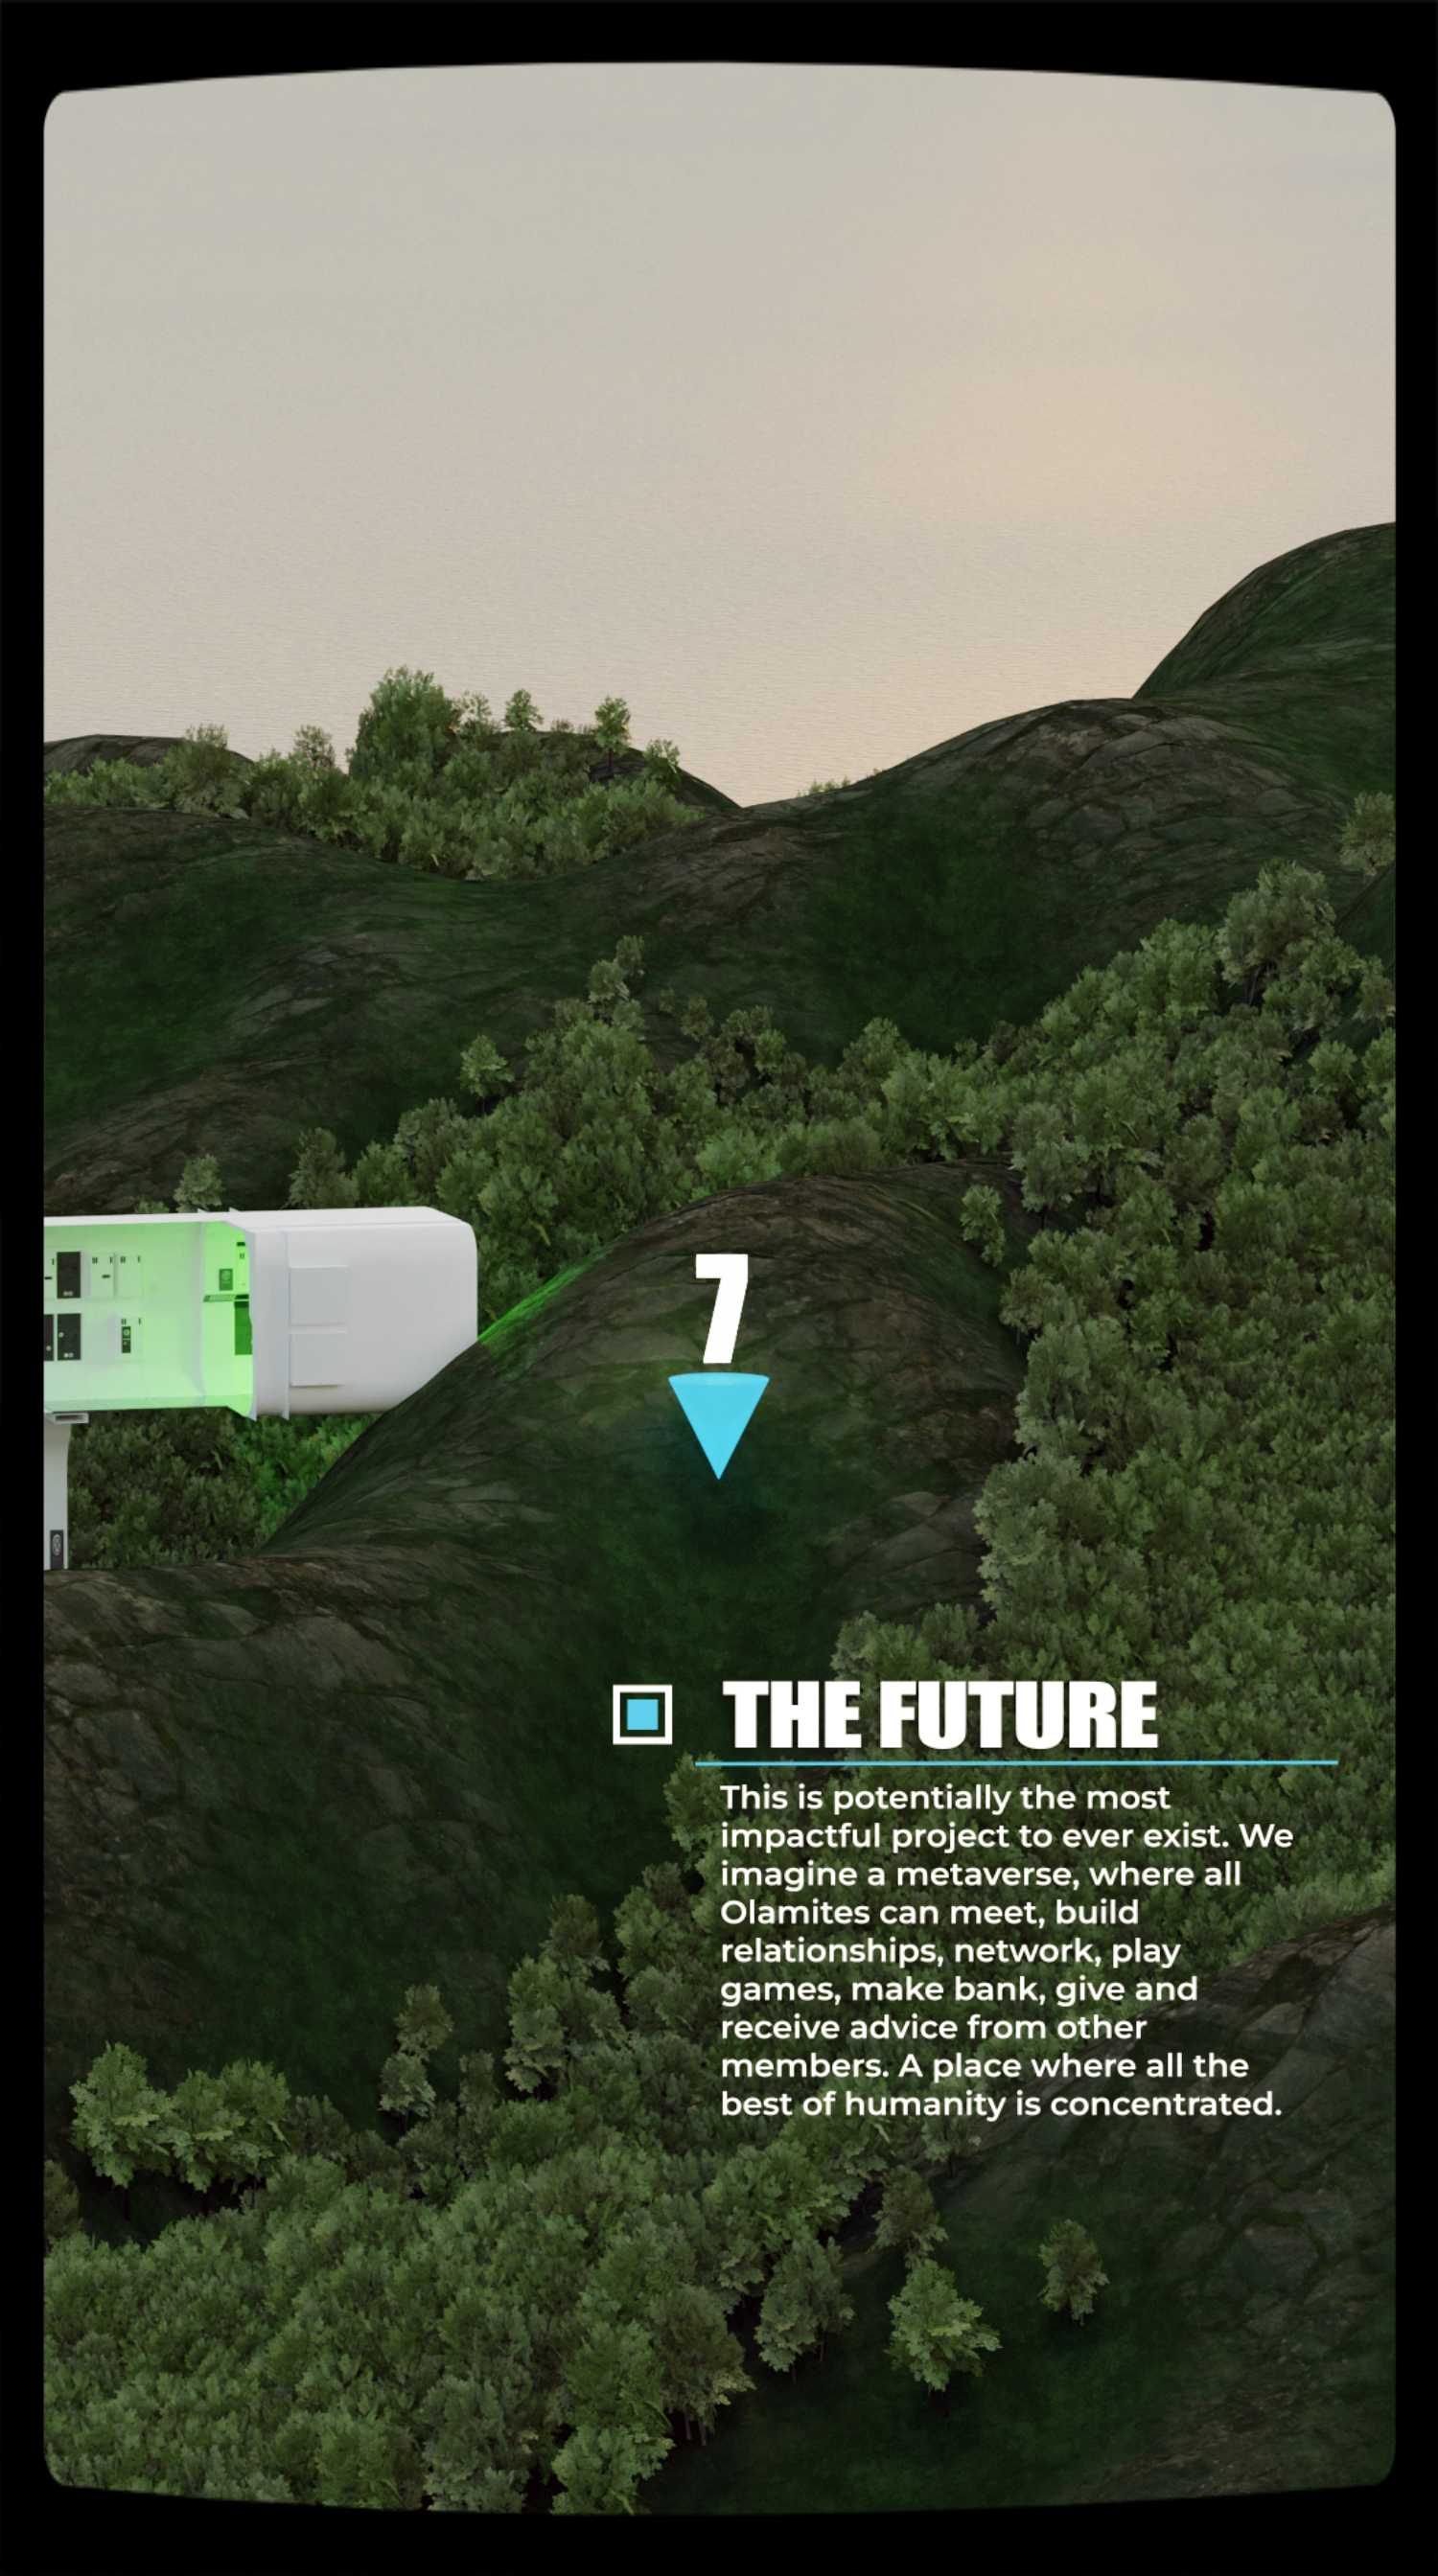 7
THE FUTURE
This is potentially the most
impactful project to ever exist. We
imagine a metaverse, where all
Olamites can meet, build
relationships, network, play
games, make bank, give and
receive advice from other
members. A place where all the
best of humanity is concentrated.